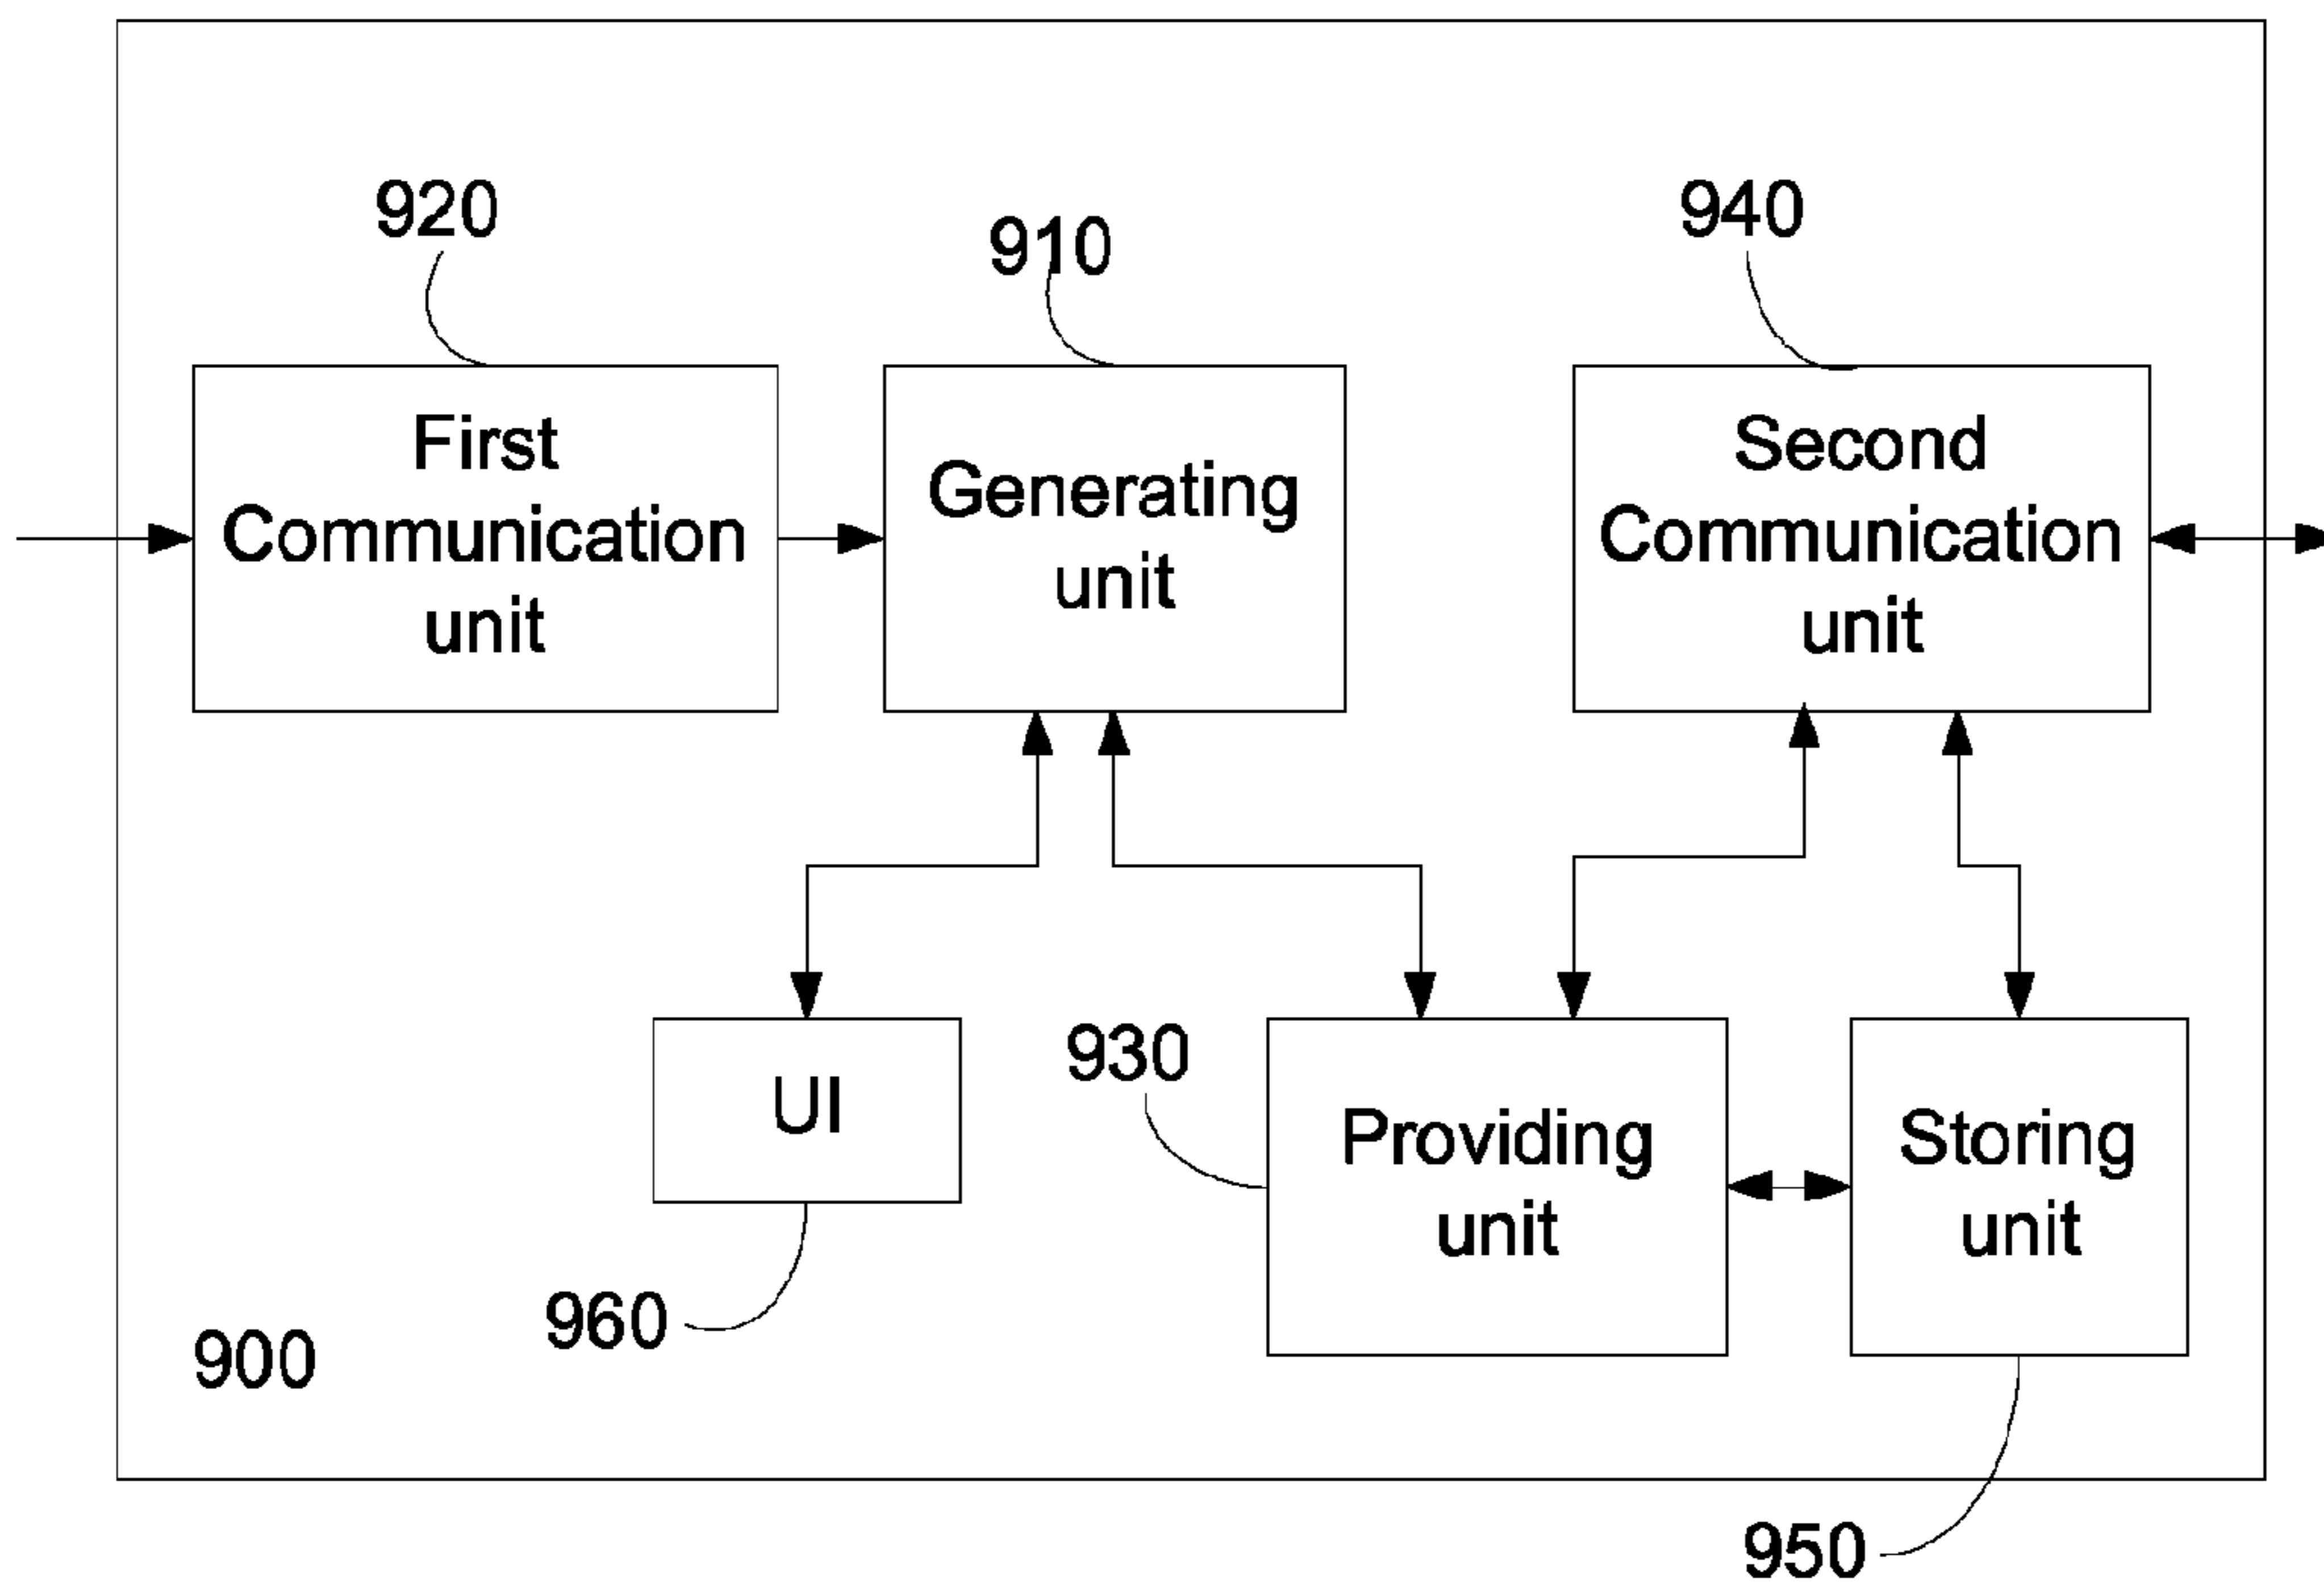 920
910
940
First
Communication
unit
Generating
unit
Second
Communication
unit
UI
930
Providing
unit
Storing
unit
960
900
950